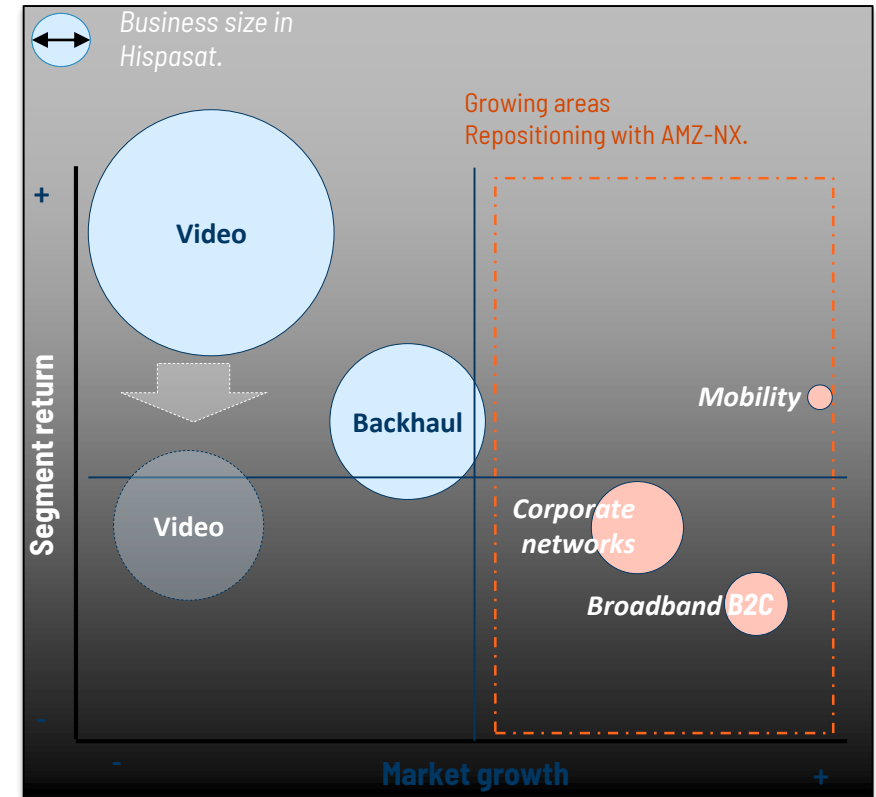 Business size in
Hispasat.
Growing areas
Repositioning with AMZ-NX.
+
Video
Segment return
Backhaul
Mobility
Video
Corporate
networks
Broadband B2C
-
-
Market growth
+